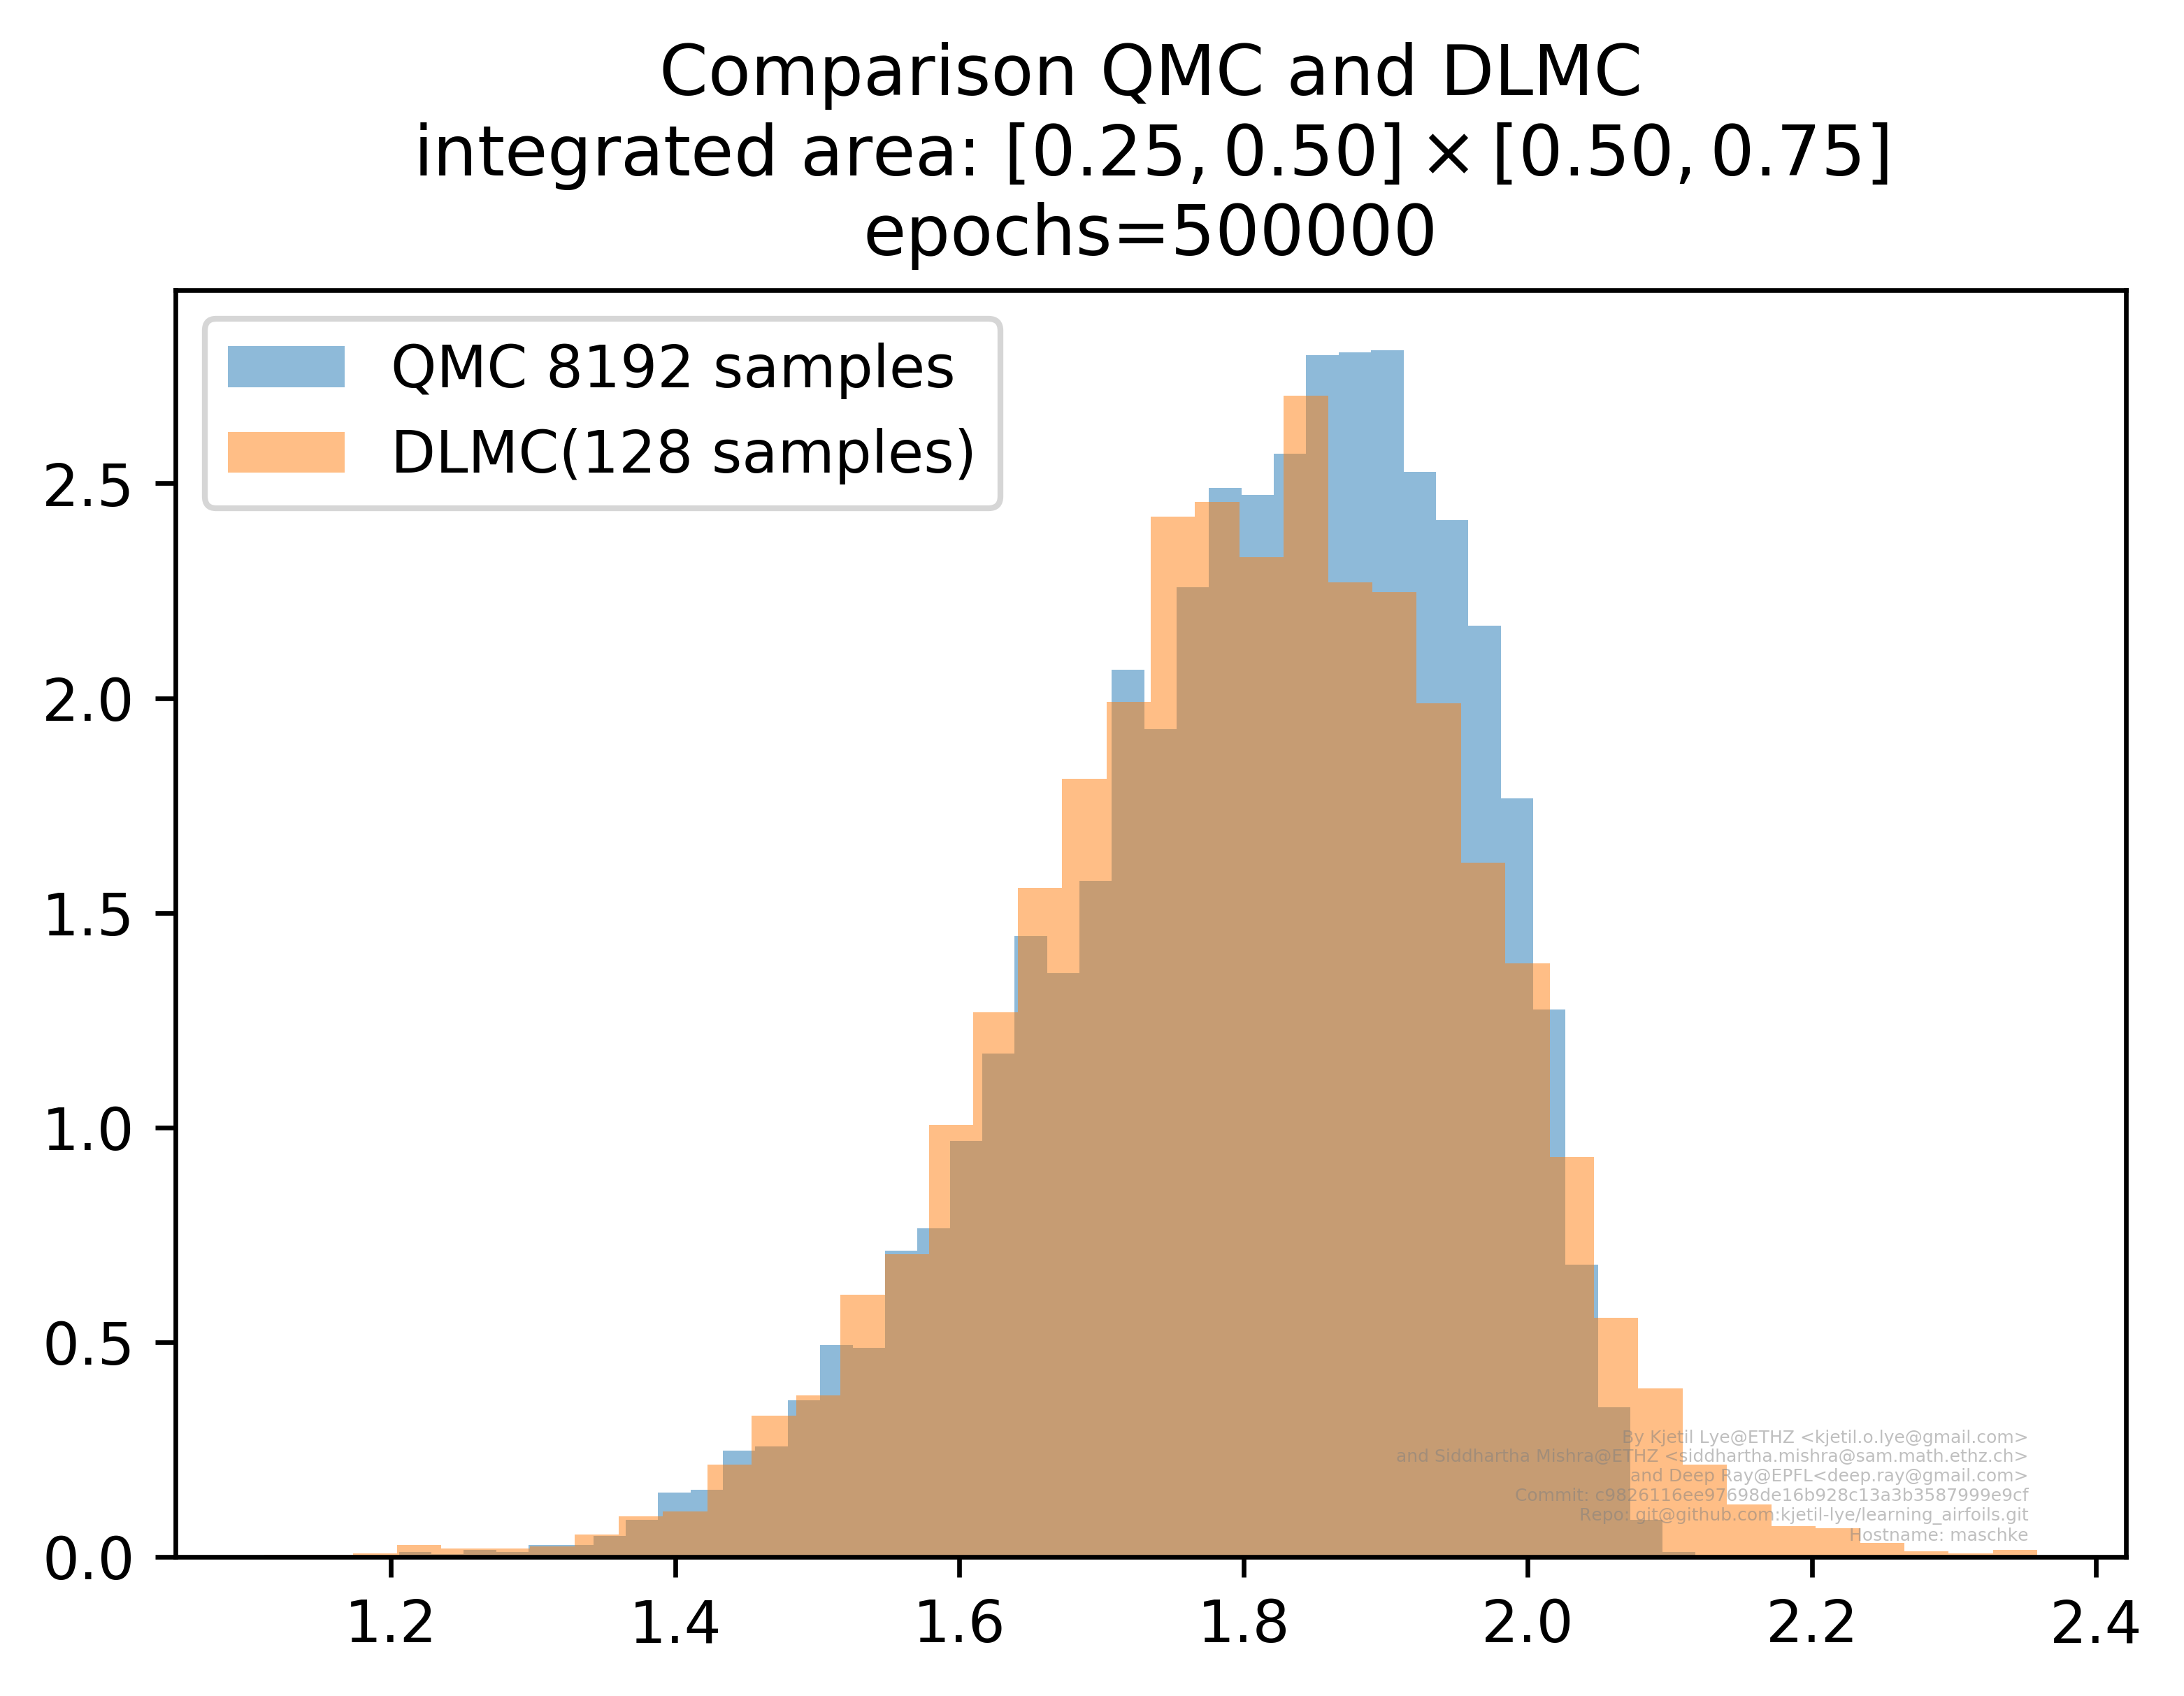 Comparison QMC and DLMC
integrated area: [0.25, 0.50] × [0.50, 0.75]
epochs=500000
QMC 8192 samples
DLMC(128 samples)
2.5
2.0
1.5
1.0
0.5
0.0
By Kjetil Lye@ETHZ <kjetil.o.lye@gmail.com>
and Siddhartha Mishra@ETHZ <siddhartha.mishra@sam.math.ethz.ch>
and Deep Ray@EPFL<deep.ray@gmail.com>
Commit: c9826116ee97698de16b928c13a3b3587999e9cf
Repo: git@github.com:kjetil-lye/learning_airfoils.git
Hostname: maschke
1.2 1.4 1.6 1.8 2.0 2.2 2.4